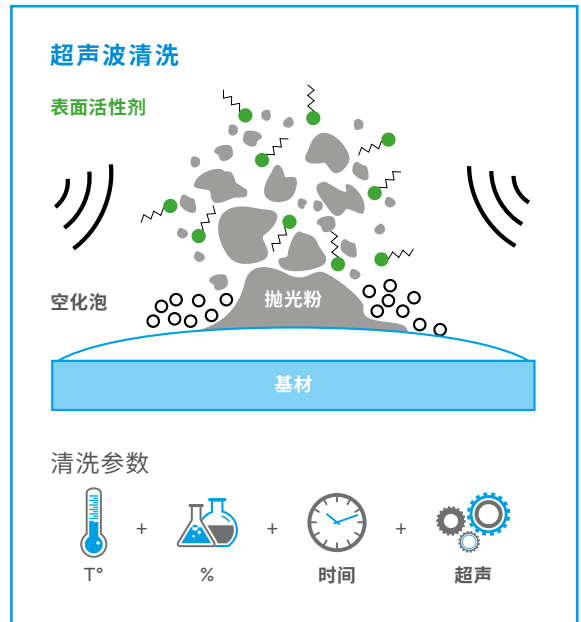 超声波清洗
表面活性剂
空化泡
抛光粉
基材
清洗参数
+ + +
T° % 时间 超声